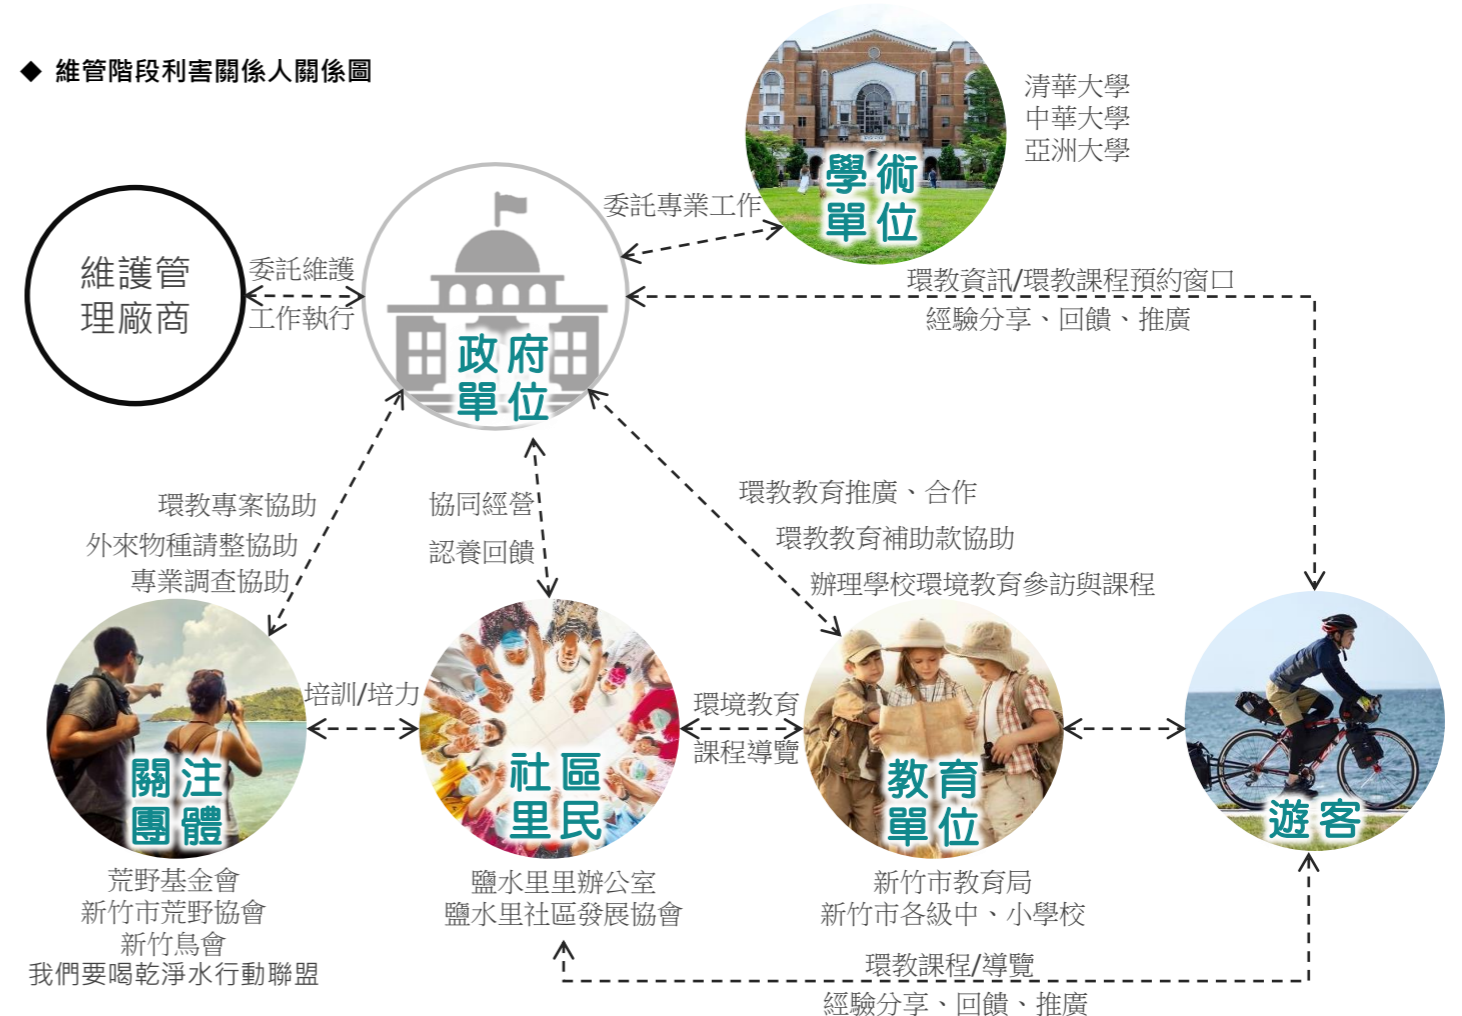 ◆ 維管階段利害關係人關係圖
清華大學
中華大學
亞洲大學
學術
單位
委託專業工作
維護管
理廠商
委託維護
工作執行
政府
單位
環教資訊/環教課程預約窗口
經驗分享、回饋、推廣
環教專案協助
外來物種請整協助
專業調查協助
協同經營
認養回饋
環教教育推廣、合作
環教教育補助款協助
辦理學校環境教育參訪與課程
關注
團體
培訓/培力
社區
里民
環境教育
課程導覽
教育
單位
遊客
荒野基金會
新竹市荒野協會
新竹鳥會
我們要喝乾淨水行動聯盟
鹽水里里辦公室
鹽水里社區發展協會
新竹市教育局
新竹市各級中、小學校
環教課程/導覽
經驗分享、回饋、推廣